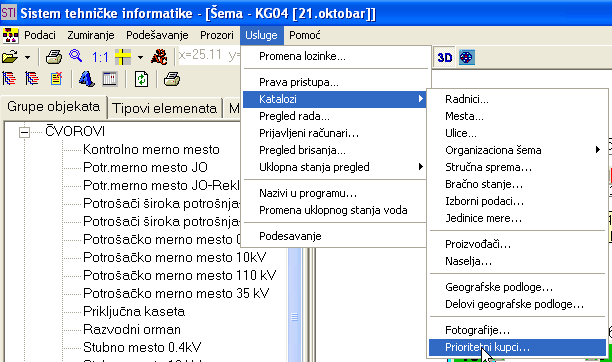 STI Sistem tehničke informatike - [Šema - KG04 [21.oktobar]]
Podaci Zumiranje Podešavanje Prozori Usluge Pomoć
1:1 x=25.11 3D
Grupe objekata Tipovi elemenata M
ČVOROVI
Kontrolno merno mesto
Potr.merno mesto JO
Potr.merno mesto JO-Rekl
Potrošači široka potrošnja
Potrošači široka potrošnja
Potrošačko merno mesto
Potrošačko merno mesto 10kV
Potrošačko merno mesto 110 kV
Potrošačko merno mesto 35 kV
Priključna kaseta
Razvodni orman
Stubno mesto 0.4kV
Promena lozinke...
Prava pristupa...
Katalozi
Pregled rada...
Prijavljeni računari...
Pregled brisanja...
Uklopna stanja pregled
Nazivi u programu...
Promena uklopnog stanja voda
Podesavanje
Radnici...
Mesta...
Ulice...
Organizaciona šema
Stručna sprema...
Bračno stanje...
Izborni podaci...
Jedinice mere...
Proizvođači...
Naselja...
Geografske podloge...
Delovi geografske podloge...
Fotografije...
Prioritetni kupci...